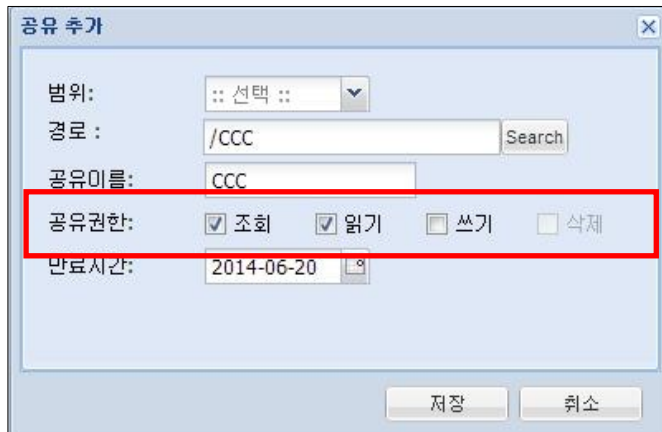 공유 추가
범위: :: 선택 ::
경로 : /CCC Search
공유이름: CCC
공유권한: 조회 읽기 쓰기 삭제
만료시간: 2014-06-20
저장 취소